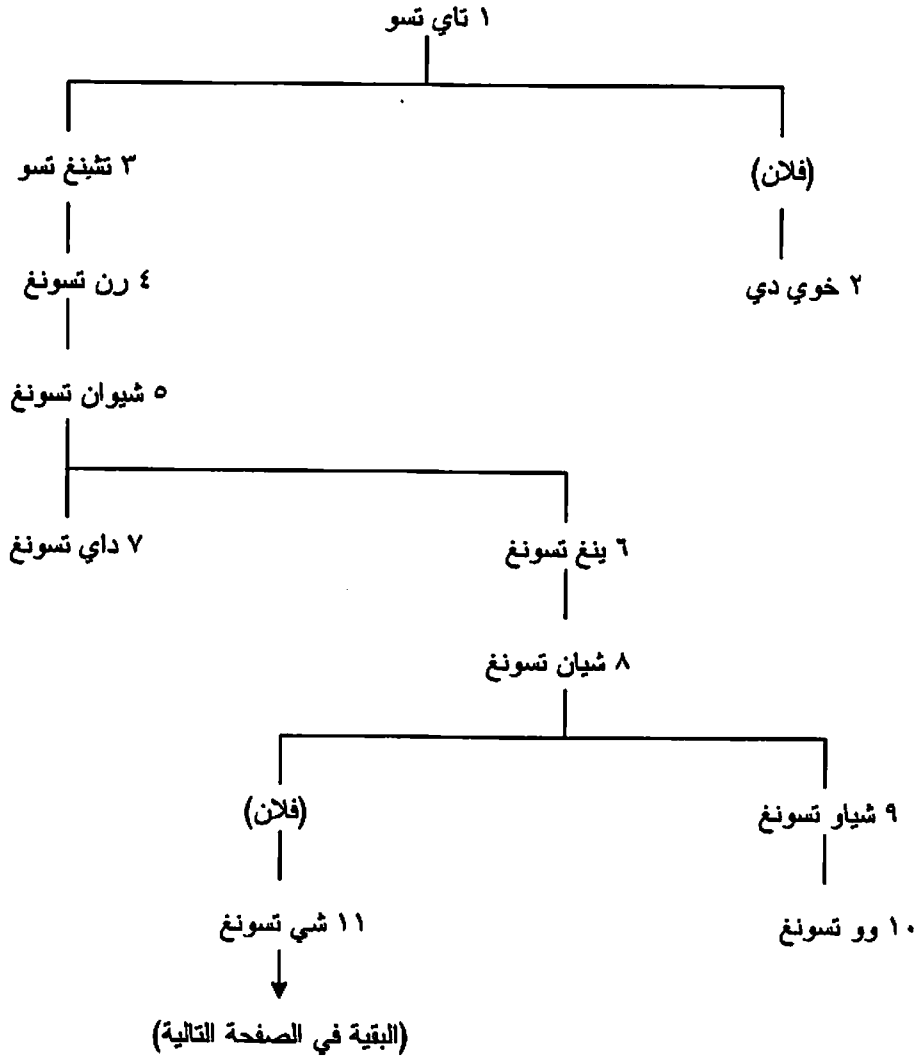 ١ تاي تسو
(فلان)
٣ تشينغ تسو
٢ خوي دي
٤ رن تسونغ
٥ شيوان تسونغ
٦ ينغ تسونغ
٧ داي تسونغ
٨ شيان تسونغ
٩ شياو تسونغ
(فلان)
١٠ وو تسونغ
١١ شي تسونغ
(البقية في الصفحة التالية)